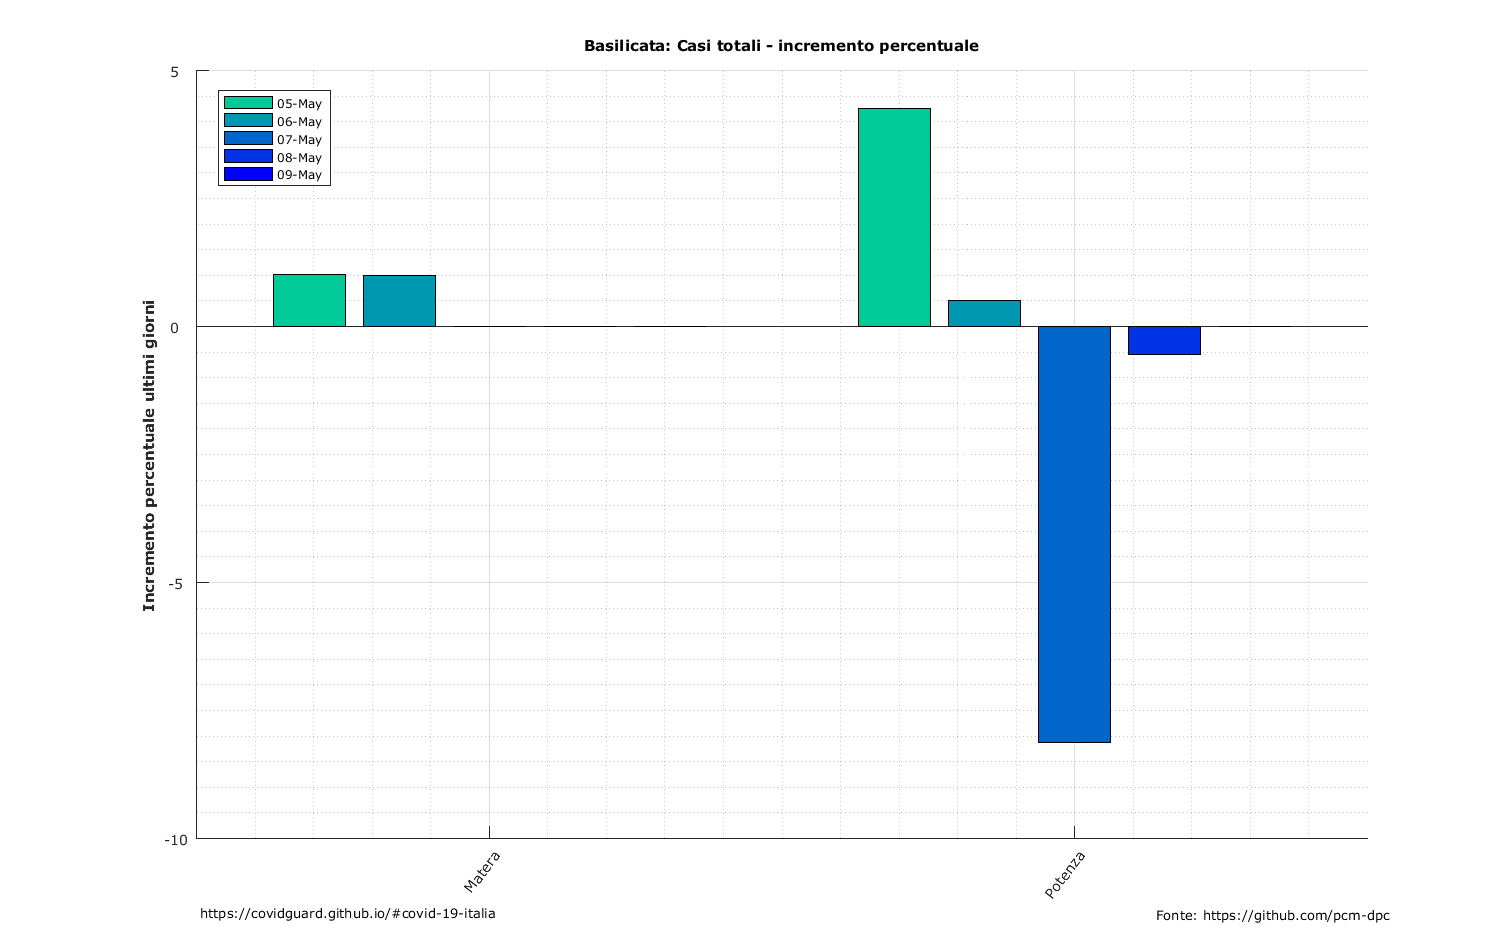 Basilicata: Casi totali - incremento percentuale
5
05-May
06-May
07-May
08-May
09-May
Incremento percentuale ultimi giorni
0
-5
-10
Matera
Potenza
https://covidguard.github.io/#covid-19-italia
Fonte: https://github.com/pcm-dpc